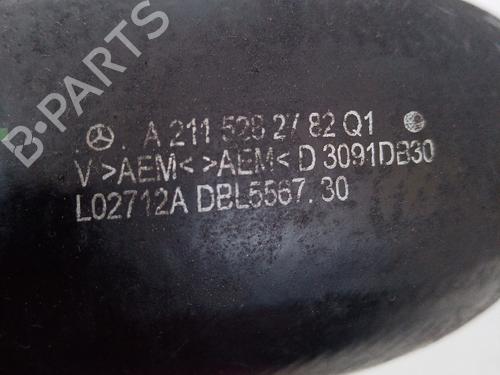 B-PARTS
A 211 528 27 82 Q1
V>AEM< >AEM< D 3091DB30
L02712A DBL5567.30